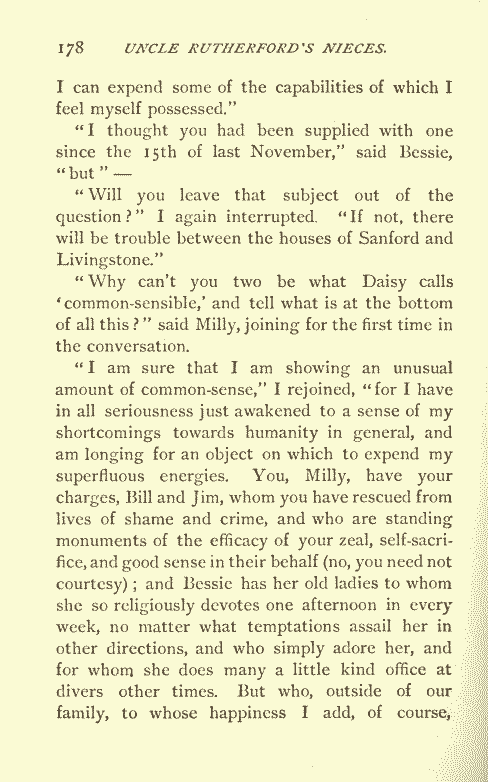 178 UNCLE RUTHERFORD'S NIECES.
I can expend some of the capabilities of which I
feel myself possessed."
"I thought you had been supplied with one
since the 15th of last November," said Bessie,
"but" —
"Will you leave that subject out of the
question?" I again interrupted. "If not, there
will be trouble between the houses of Sanford and
Livingstone."
"Why can't you two be what Daisy calls
'common-sensible,' and tell what is at the bottom
of all this?" said Milly, joining for the first time in
the conversation.
"I am sure that I am showing an unusual
amount of common-sense," I rejoined, "for I have
in all seriousness just awakened to a sense of my
shortcomings towards humanity in general, and
am longing for an object on which to expend my
superfluous energies. You, Milly, have your
charges, Bill and Jim, whom you have rescued from
lives of shame and crime, and who are standing
monuments of the efficacy of your zeal, self-sacri-
fice, and good sense in their behalf (no, you need not
courtesy); and Bessie has her old ladies to whom
she so religiously devotes one afternoon in every
week, no matter what temptations assail her in
other directions, and who simply adore her, and
for whom she does many a little kind office at
divers other times. But who, outside of our
family, to whose happiness I add, of course,